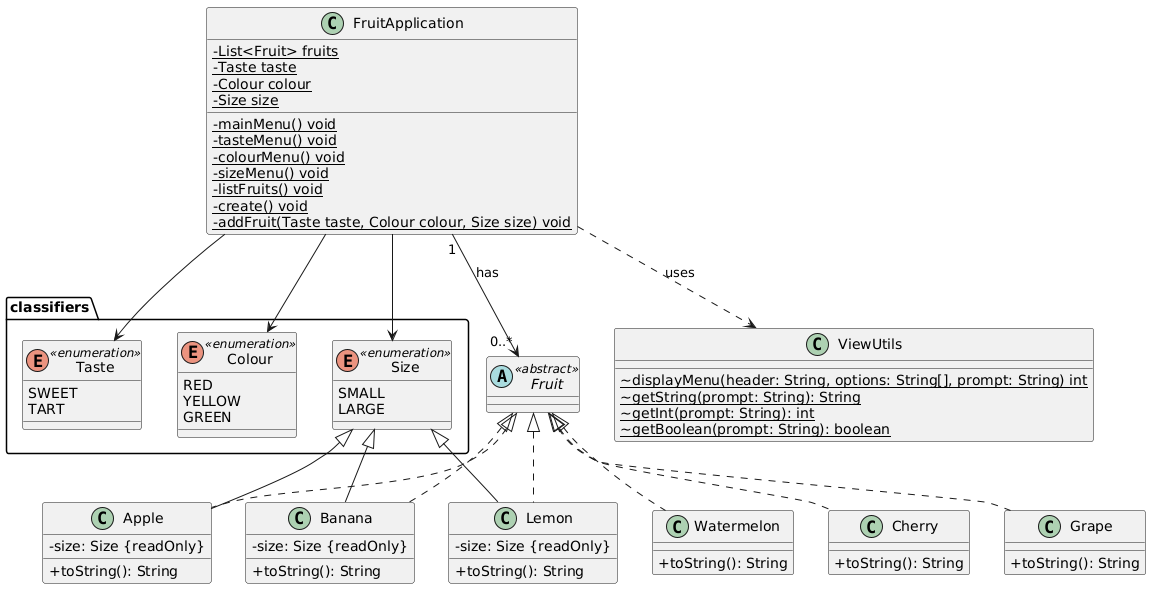 C FruitApplication
-List<Fruit> fruits
-Taste taste
-Colour colour
-Size size
-mainMenu() void
-tasteMenu() void
-colourMenu() void
-sizeMenu() void
-listFruits() void
-create() void
-addFruit(Taste taste, Colour colour, Size size) void
1
has
uses
0..*
classifiers
E «enumeration»
Taste
SWEET
TART
E «enumeration»
Colour
RED
YELLOW
GREEN
E «enumeration»
Size
SMALL
LARGE
A «abstract»
Fruit
C ViewUtils
~displayMenu(header: String, options: String[], prompt: String) int
~getString(prompt: String): String
~getInt(prompt: String): int
~getBoolean(prompt: String): boolean
C Apple
-size: Size {readOnly}
+toString(): String
C Banana
-size: Size {readOnly}
+toString(): String
C Lemon
-size: Size {readOnly}
+toString(): String
C Watermelon
+toString(): String
C Cherry
+toString(): String
C Grape
+toString(): String